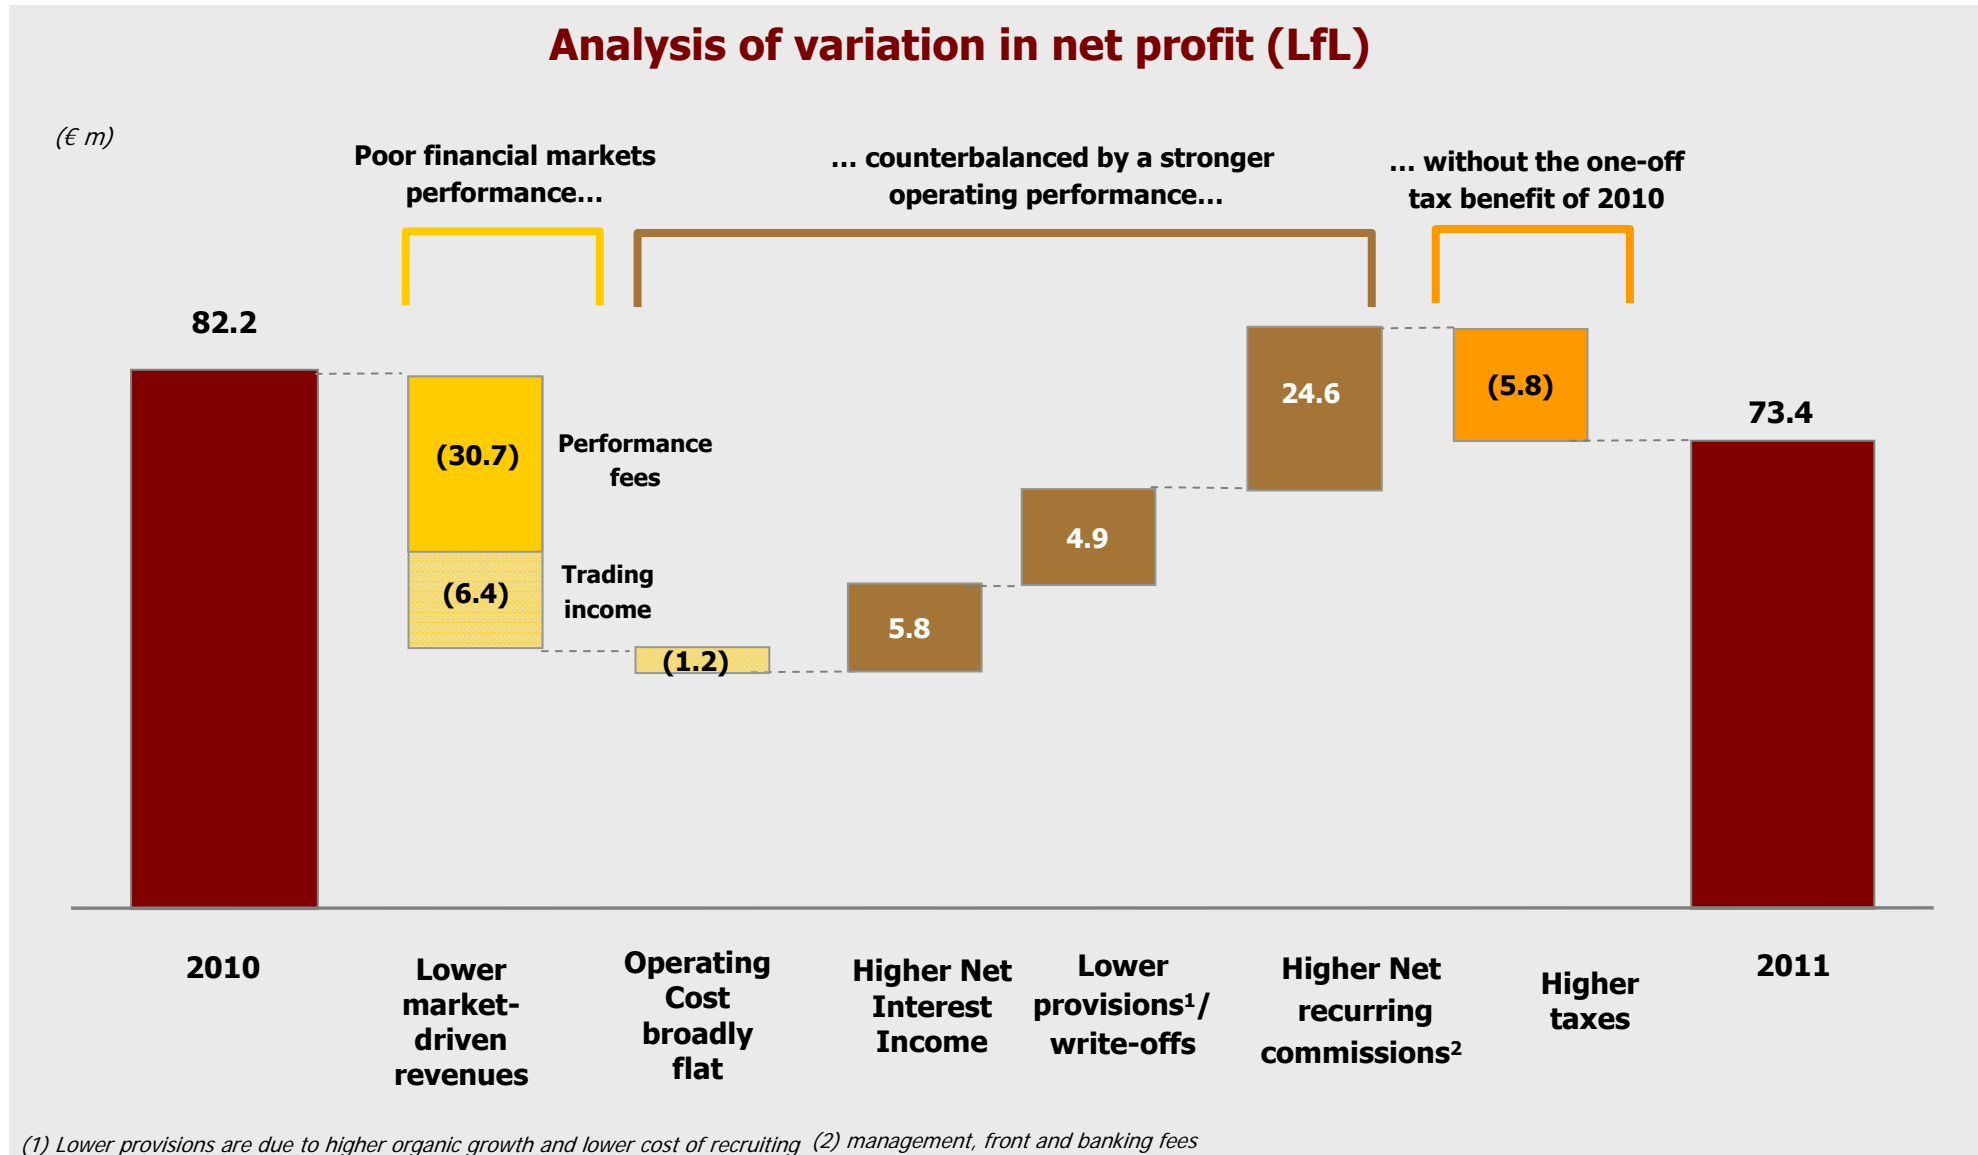 Analysis of variation in net profit (LfL)
(€ m)
Poor financial markets
performance...
... counterbalanced by a stronger
operating performance...
... without the one-off
tax benefit of 2010
82.2
(30.7)
Performance
fees
(6.4)
Trading
income
(1.2)
5.8
4.9
24.6
(5.8)
73.4
2010
Lower
market-
driven
revenues
Operating
Cost
broadly
flat
Higher Net
Interest
Income
Lower
provisions¹/
write-offs
Higher Net
recurring
commissions²
Higher
taxes
2011
(1) Lower provisions are due to higher organic growth and lower cost of recruiting
(2) management, front and banking fees